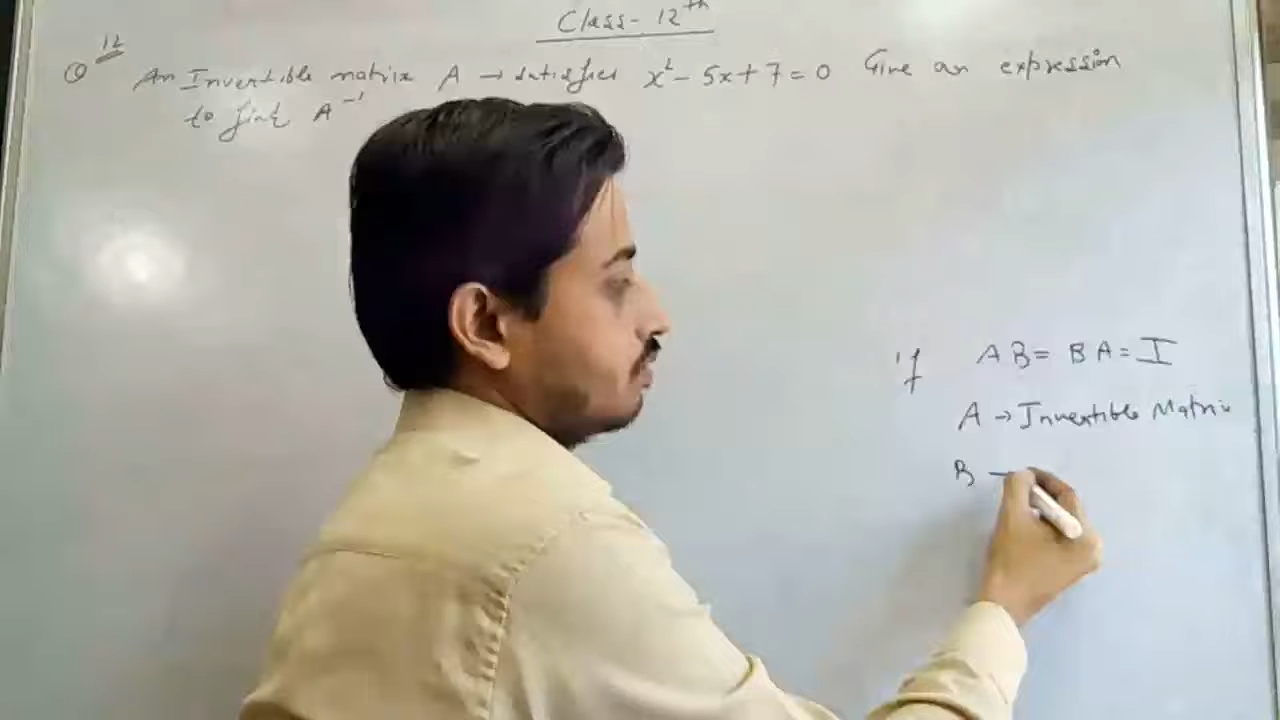 Class- 12th
Q 12 An Invertible matrix A → satisfies x² - 5x + 7 = 0 Give an expression
to find A⁻¹
if AB = BA = I
A → Invertible Matrix
B →